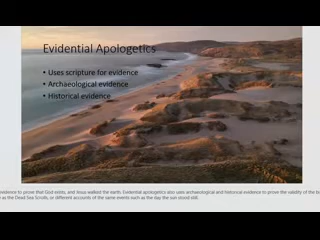 Evidential Apologetics
• Uses scripture for evidence
• Archaeological evidence
• Historical evidence
evidence to prove that God exists, and Jesus walked the earth. Evidential apologetics also uses archaeological and historical evidence to prove the validity of the
as the Dead Sea Scrolls, or different accounts of the same events such as the day the sun stood still.